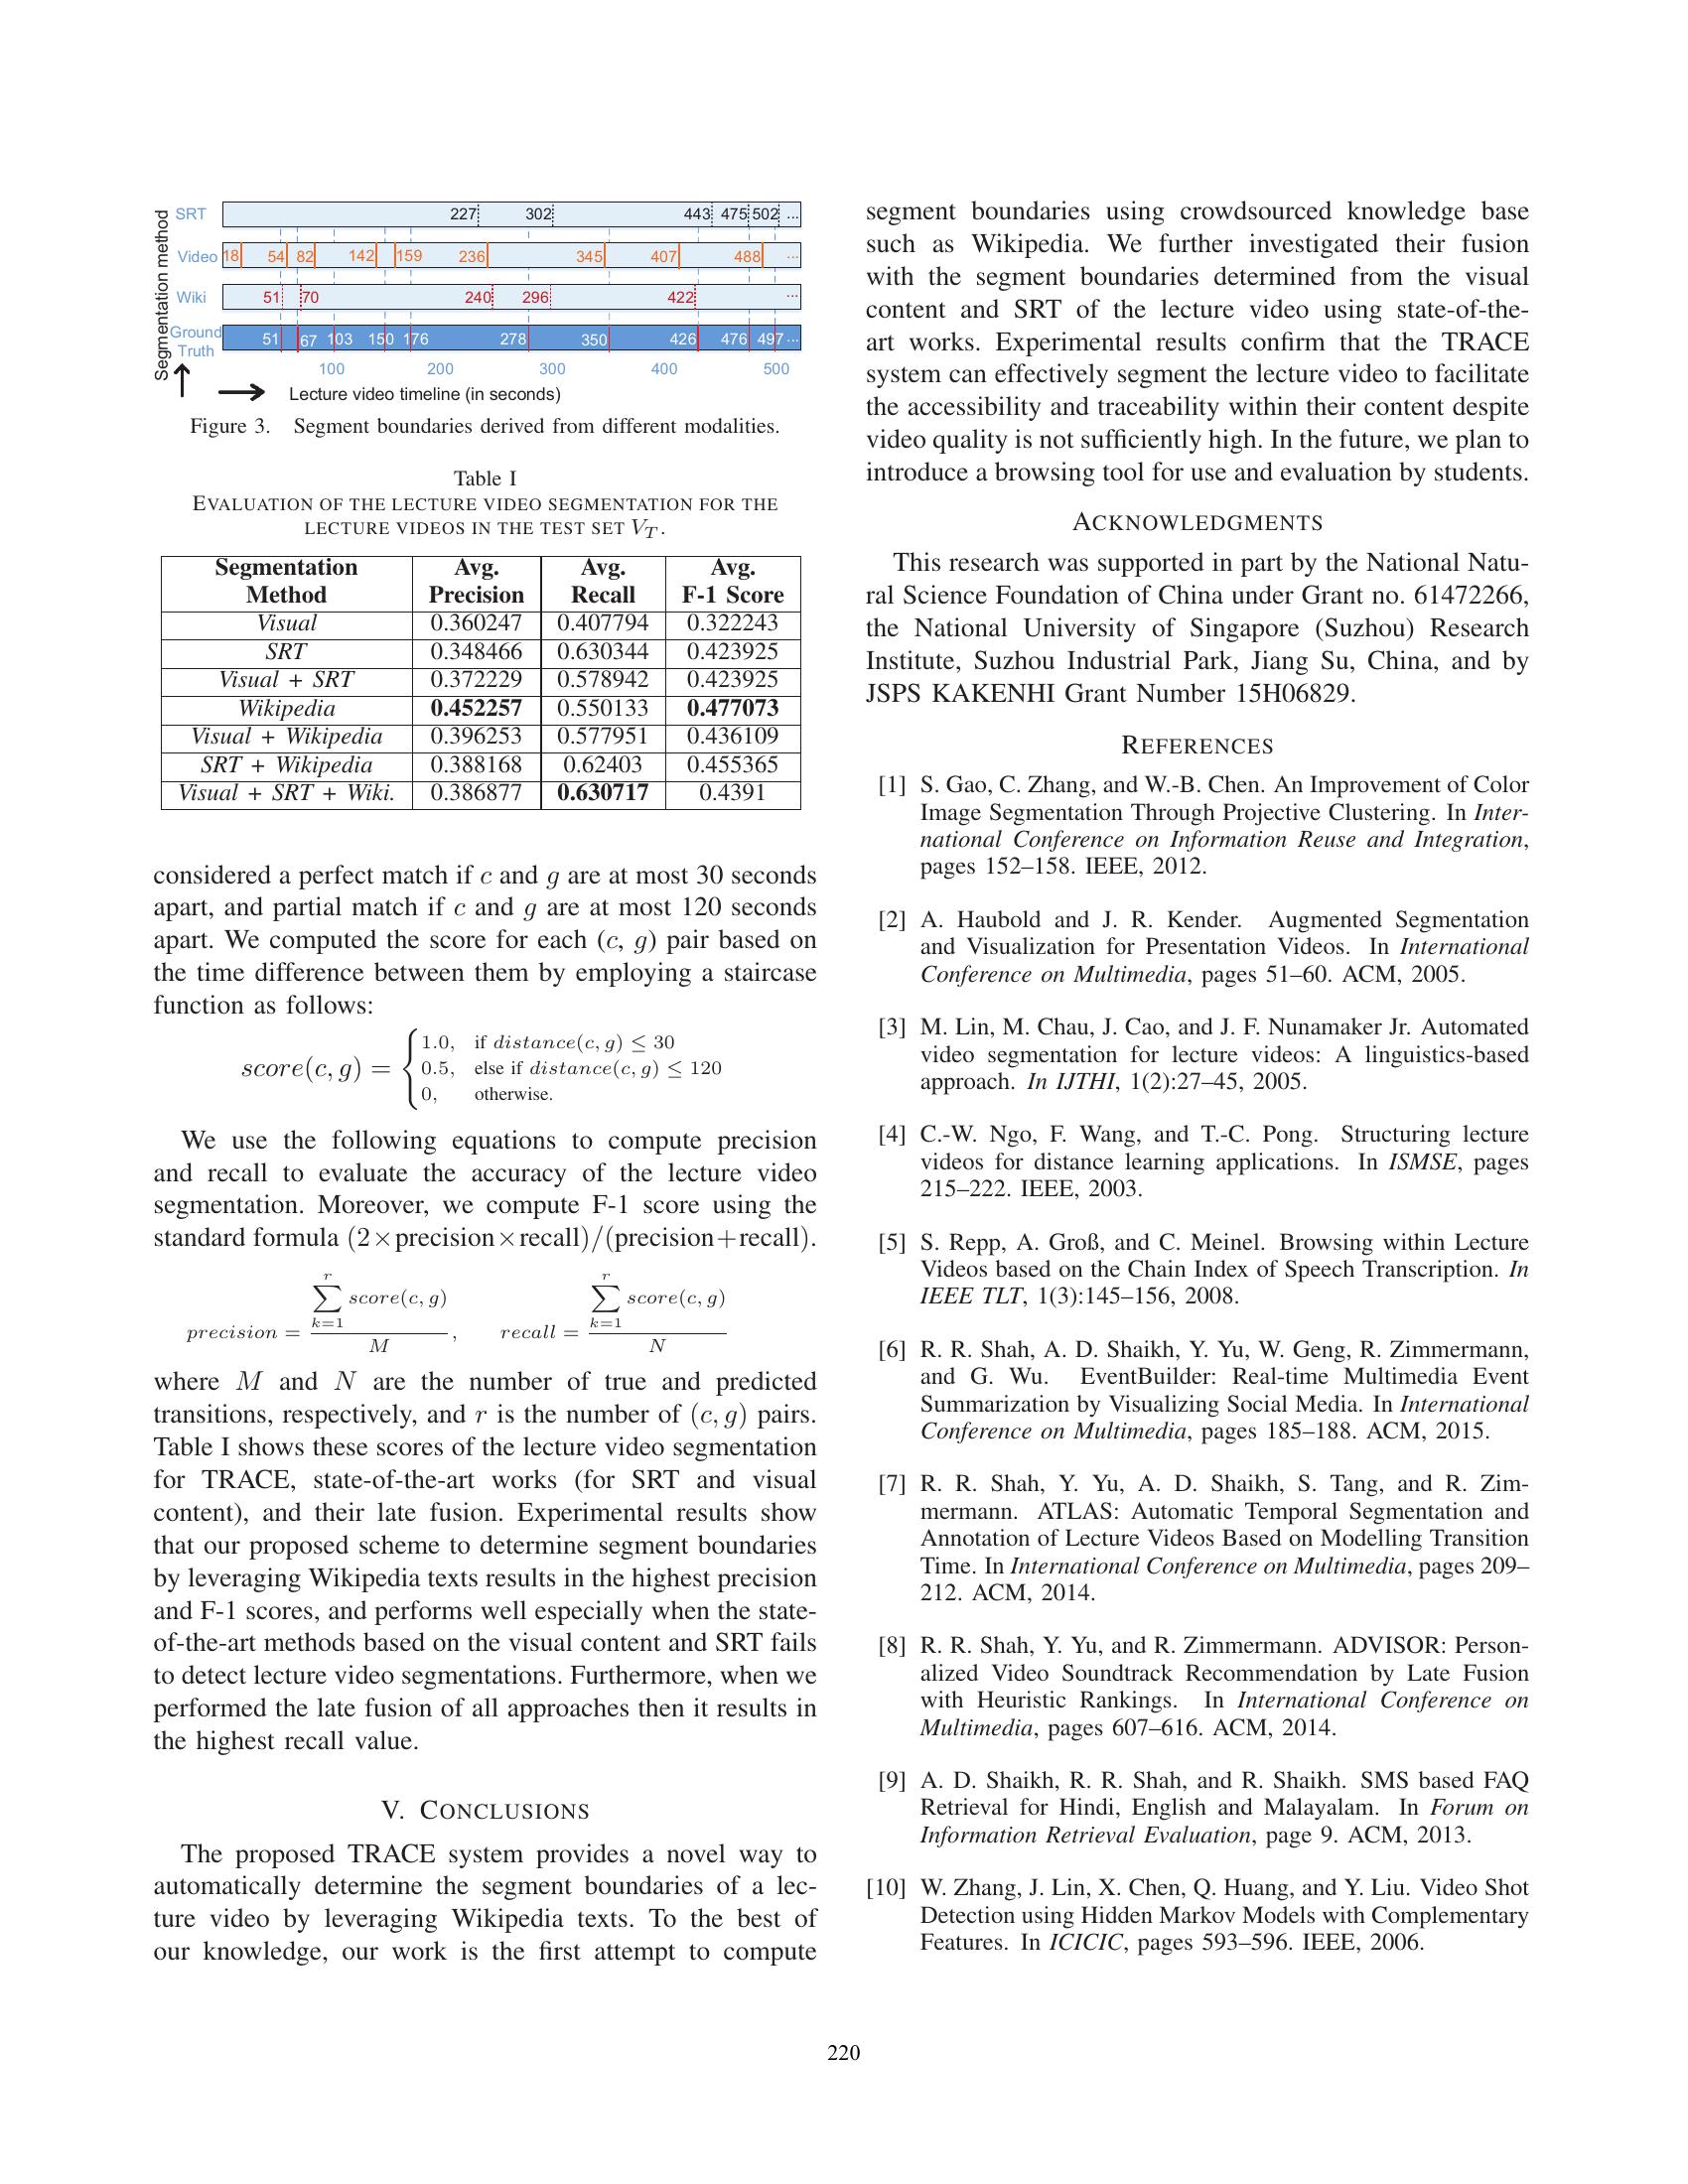 Segmentation method
SRT 227 302 443 475 502 ...
Video 18 54 82 142 159 236 345 407 488 ...
Wiki 51 70 240 296 422 ...
Ground Truth 51 67 103 150 176 278 350 426 476 497 ...
100 200 300 400 500
Lecture video timeline (in seconds)
Figure 3. Segment boundaries derived from different modalities.
Table I
EVALUATION OF THE LECTURE VIDEO SEGMENTATION FOR THE
LECTURE VIDEOS IN THE TEST SET V_T.
Segmentation Method Avg. Precision Avg. Recall Avg. F-1 Score
Visual 0.360247 0.407794 0.322243
SRT 0.348466 0.630344 0.423925
Visual + SRT 0.372229 0.578942 0.423925
Wikipedia 0.452257 0.550133 0.477073
Visual + Wikipedia 0.396253 0.577951 0.436109
SRT + Wikipedia 0.388168 0.62403 0.455365
Visual + SRT + Wiki. 0.386877 0.630717 0.4391
considered a perfect match if c and g are at most 30 seconds
apart, and partial match if c and g are at most 120 seconds
apart. We computed the score for each (c, g) pair based on
the time difference between them by employing a staircase
function as follows:
score(c, g) = { 1.0, if distance(c, g) ≤ 30
0.5, else if distance(c, g) ≤ 120
0, otherwise.
We use the following equations to compute precision
and recall to evaluate the accuracy of the lecture video
segmentation. Moreover, we compute F-1 score using the
standard formula (2×precision×recall)/(precision+recall).
precision = ∑_{k=1}^{r} score(c, g) / M, recall = ∑_{k=1}^{r} score(c, g) / N
where M and N are the number of true and predicted
transitions, respectively, and r is the number of (c, g) pairs.
Table I shows these scores of the lecture video segmentation
for TRACE, state-of-the-art works (for SRT and visual
content), and their late fusion. Experimental results show
that our proposed scheme to determine segment boundaries
by leveraging Wikipedia texts results in the highest precision
and F-1 scores, and performs well especially when the state-
of-the-art methods based on the visual content and SRT fails
to detect lecture video segmentations. Furthermore, when we
performed the late fusion of all approaches then it results in
the highest recall value.
V. CONCLUSIONS
The proposed TRACE system provides a novel way to
automatically determine the segment boundaries of a lec-
ture video by leveraging Wikipedia texts. To the best of
our knowledge, our work is the first attempt to compute
segment boundaries using crowdsourced knowledge base
such as Wikipedia. We further investigated their fusion
with the segment boundaries determined from the visual
content and SRT of the lecture video using state-of-the-
art works. Experimental results confirm that the TRACE
system can effectively segment the lecture video to facilitate
the accessibility and traceability within their content despite
video quality is not sufficiently high. In the future, we plan to
introduce a browsing tool for use and evaluation by students.
ACKNOWLEDGMENTS
This research was supported in part by the National Natu-
ral Science Foundation of China under Grant no. 61472266,
the National University of Singapore (Suzhou) Research
Institute, Suzhou Industrial Park, Jiang Su, China, and by
JSPS KAKENHI Grant Number 15H06829.
REFERENCES
[1] S. Gao, C. Zhang, and W.-B. Chen. An Improvement of Color
Image Segmentation Through Projective Clustering. In Inter-
national Conference on Information Reuse and Integration,
pages 152–158. IEEE, 2012.
[2] A. Haubold and J. R. Kender. Augmented Segmentation
and Visualization for Presentation Videos. In International
Conference on Multimedia, pages 51–60. ACM, 2005.
[3] M. Lin, M. Chau, J. Cao, and J. F. Nunamaker Jr. Automated
video segmentation for lecture videos: A linguistics-based
approach. In IJTHI, 1(2):27–45, 2005.
[4] C.-W. Ngo, F. Wang, and T.-C. Pong. Structuring lecture
videos for distance learning applications. In ISMSE, pages
215–222. IEEE, 2003.
[5] S. Repp, A. Groß, and C. Meinel. Browsing within Lecture
Videos based on the Chain Index of Speech Transcription. In
IEEE TLT, 1(3):145–156, 2008.
[6] R. R. Shah, A. D. Shaikh, Y. Yu, W. Geng, R. Zimmermann,
and G. Wu. EventBuilder: Real-time Multimedia Event
Summarization by Visualizing Social Media. In International
Conference on Multimedia, pages 185–188. ACM, 2015.
[7] R. R. Shah, Y. Yu, A. D. Shaikh, S. Tang, and R. Zim-
mermann. ATLAS: Automatic Temporal Segmentation and
Annotation of Lecture Videos Based on Modelling Transition
Time. In International Conference on Multimedia, pages 209–
212. ACM, 2014.
[8] R. R. Shah, Y. Yu, and R. Zimmermann. ADVISOR: Person-
alized Video Soundtrack Recommendation by Late Fusion
with Heuristic Rankings. In International Conference on
Multimedia, pages 607–616. ACM, 2014.
[9] A. D. Shaikh, R. R. Shah, and R. Shaikh. SMS based FAQ
Retrieval for Hindi, English and Malayalam. In Forum on
Information Retrieval Evaluation, page 9. ACM, 2013.
[10] W. Zhang, J. Lin, X. Chen, Q. Huang, and Y. Liu. Video Shot
Detection using Hidden Markov Models with Complementary
Features. In ICICIC, pages 593–596. IEEE, 2006.
220